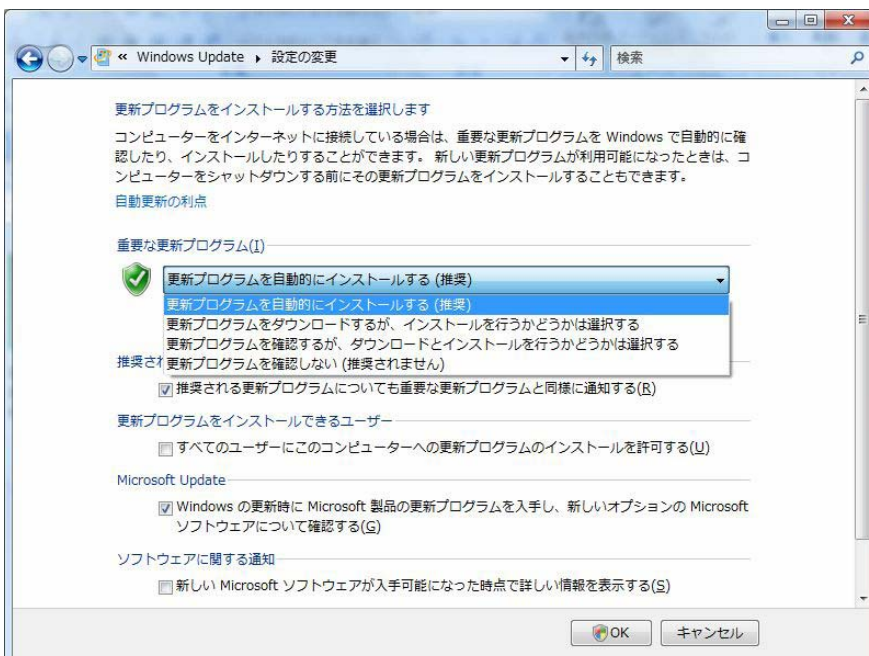 « Windows Update ▸ 設定の変更
検索
更新プログラムをインストールする方法を選択します
コンピューターをインターネットに接続している場合は、重要な更新プログラムを Windows で自動的に確
認したり、インストールしたりすることができます。 新しい更新プログラムが利用可能になったときは、コ
ンピューターをシャットダウンする前にその更新プログラムをインストールすることもできます。
自動更新の利点
重要な更新プログラム(I)
更新プログラムを自動的にインストールする (推奨)
更新プログラムを自動的にインストールする (推奨)
更新プログラムをダウンロードするが、インストールを行うかどうかは選択する
更新プログラムを確認するが、ダウンロードとインストールを行うかどうかは選択する
更新プログラムを確認しない (推奨されません)
推奨さ
推奨される更新プログラムについても重要な更新プログラムと同様に通知する(R)
更新プログラムをインストールできるユーザー
すべてのユーザーにこのコンピューターへの更新プログラムのインストールを許可する(U)
Microsoft Update
Windows の更新時に Microsoft 製品の更新プログラムを入手し、新しいオプションの Microsoft
ソフトウェアについて確認する(G)
ソフトウェアに関する通知
新しい Microsoft ソフトウェアが入手可能になった時点で詳しい情報を表示する(S)
OK
キャンセル